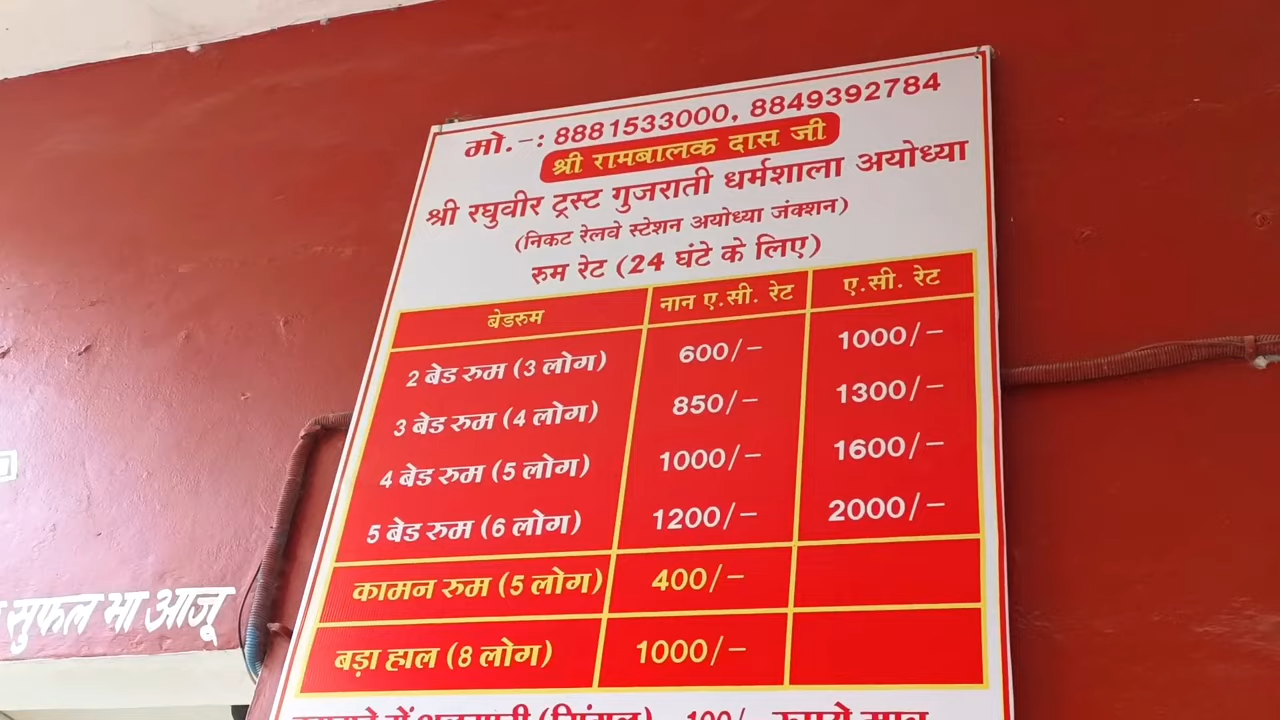 मो.-: 8881533000, 8849392784
श्री रामबालक दास जी
श्री रघुवीर ट्रस्ट गुजराती धर्मशाला अयोध्या
(निकट रेलवे स्टेशन अयोध्या जंक्शन)
रुम रेट (24 घंटे के लिए)
बेडरुम नान ए.सी. रेट ए.सी. रेट
2 बेड रुम (3 लोग) 600/- 1000/-
3 बेड रुम (4 लोग) 850/- 1300/-
4 बेड रुम (5 लोग) 1000/- 1600/-
5 बेड रुम (6 लोग) 1200/- 2000/-
कामन रुम (5 लोग) 400/-
बड़ा हाल (8 लोग) 1000/-
सुफल भा आजू